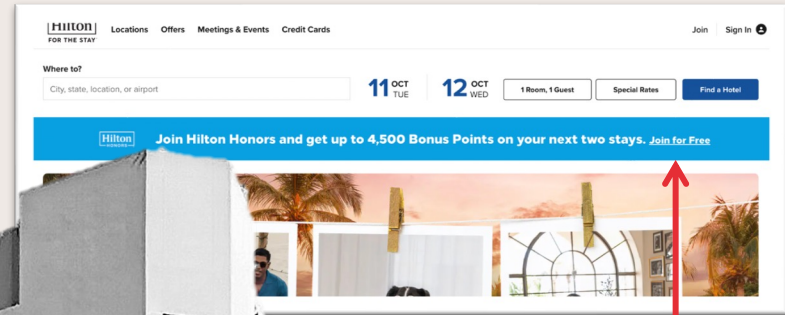 Hilton
FOR THE STAY
Locations Offers Meetings & Events Credit Cards
Join Sign In
Where to?
City, state, location, or airport
11 OCT TUE
12 OCT WED
1 Room, 1 Guest
Special Rates
Find a Hotel
Hilton
HONORS
Join Hilton Honors and get up to 4,500 Bonus Points on your next two stays. Join for Free